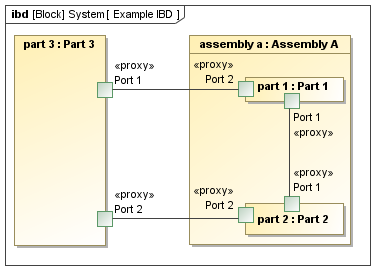 ibd [Block] System [ Example IBD ]
part 3 : Part 3
assembly a : Assembly A
«proxy»
Port 1
«proxy»
Port 2
part 1 : Part 1
Port 1
«proxy»
«proxy»
Port 1
«proxy»
Port 2
«proxy»
Port 2
part 2 : Part 2